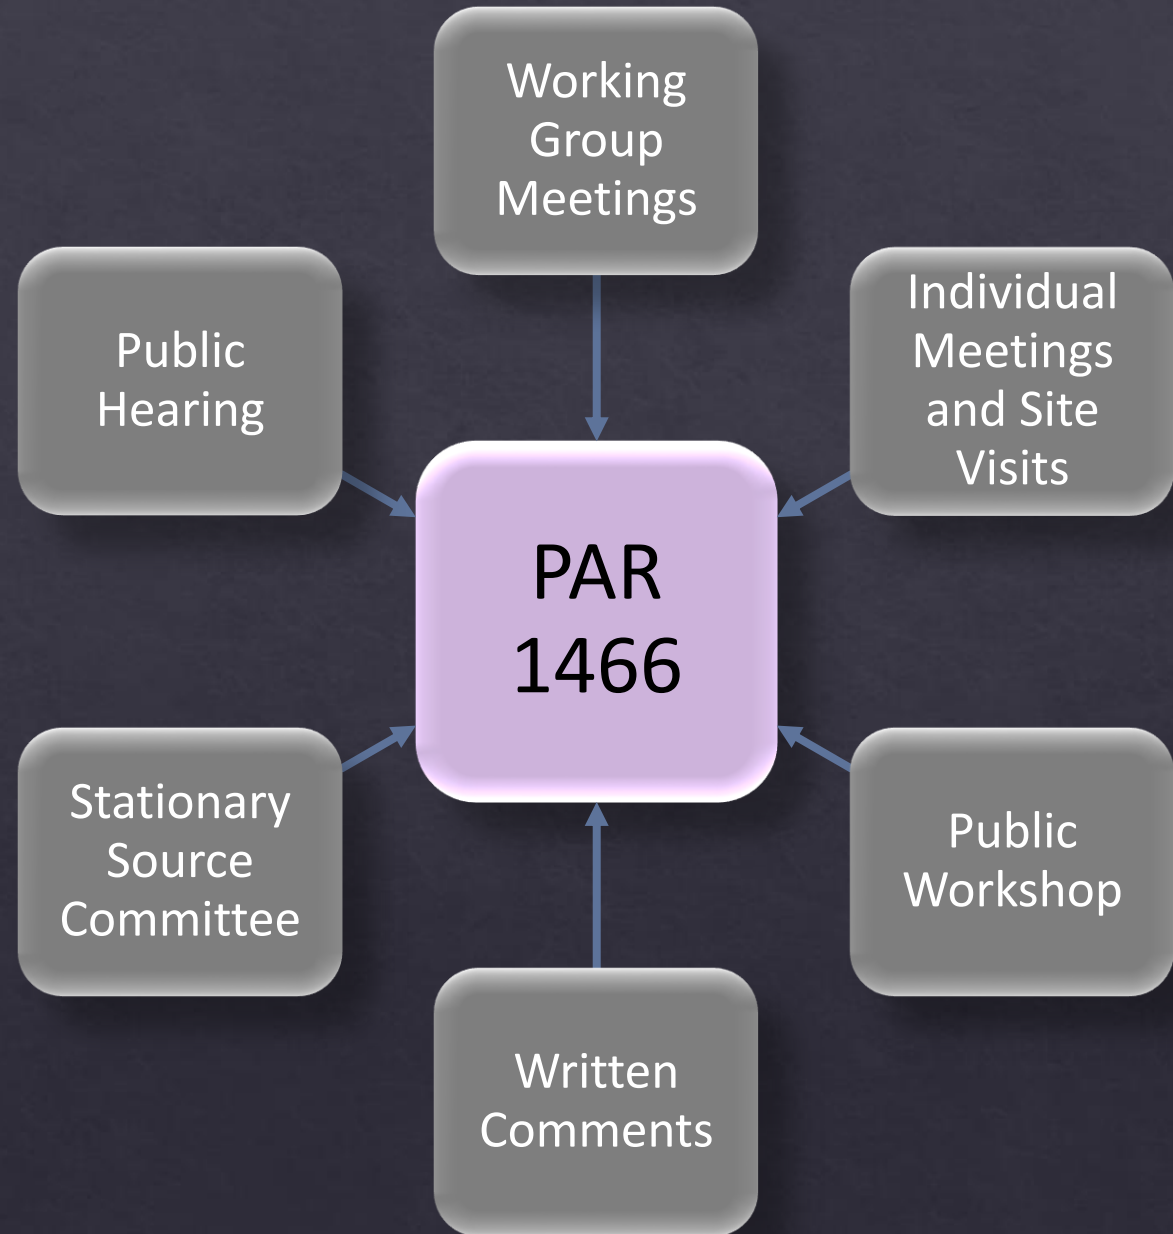 Working
Group
Meetings
Individual
Meetings
and Site
Visits
Public
Hearing
PAR
1466
Stationary
Source
Committee
Public
Workshop
Written
Comments